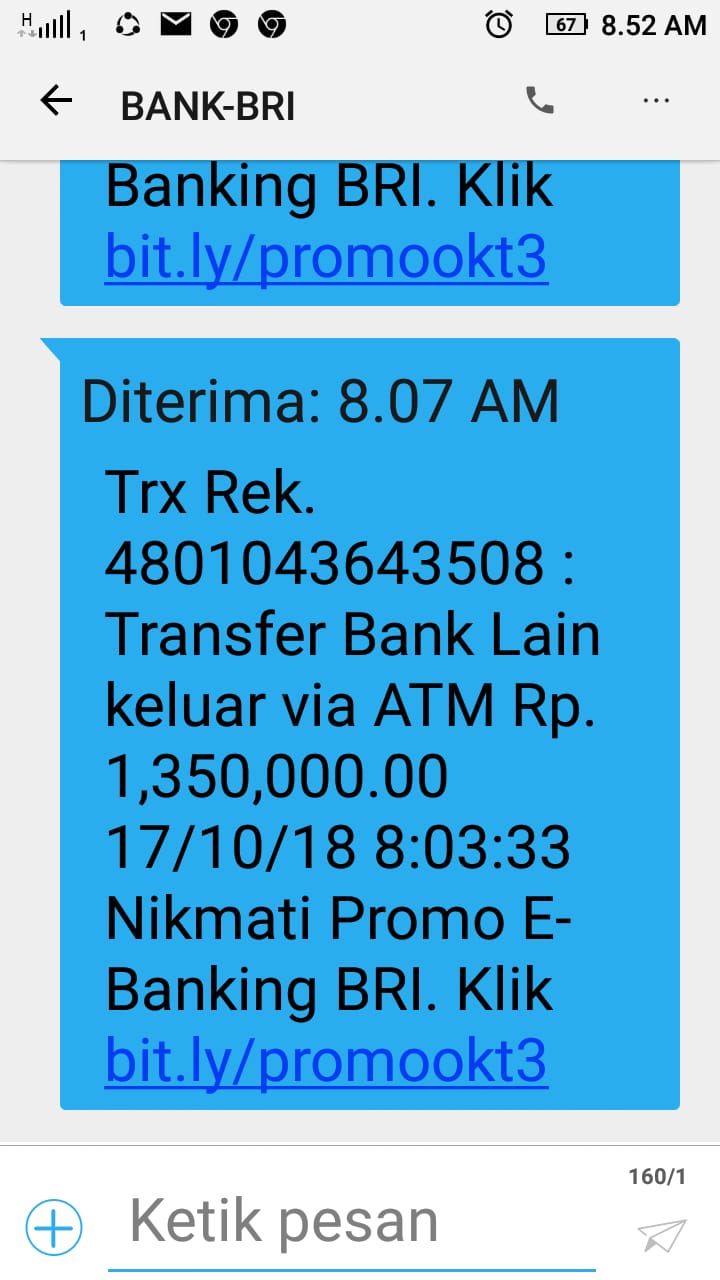 H 1 67 8.52 AM
BANK-BRI
Banking BRI. Klik
bit.ly/promookt3
Diterima: 8.07 AM
Trx Rek.
4801043643508 :
Transfer Bank Lain
keluar via ATM Rp.
1,350,000.00
17/10/18 8:03:33
Nikmati Promo E-
Banking BRI. Klik
bit.ly/promookt3
160/1
Ketik pesan